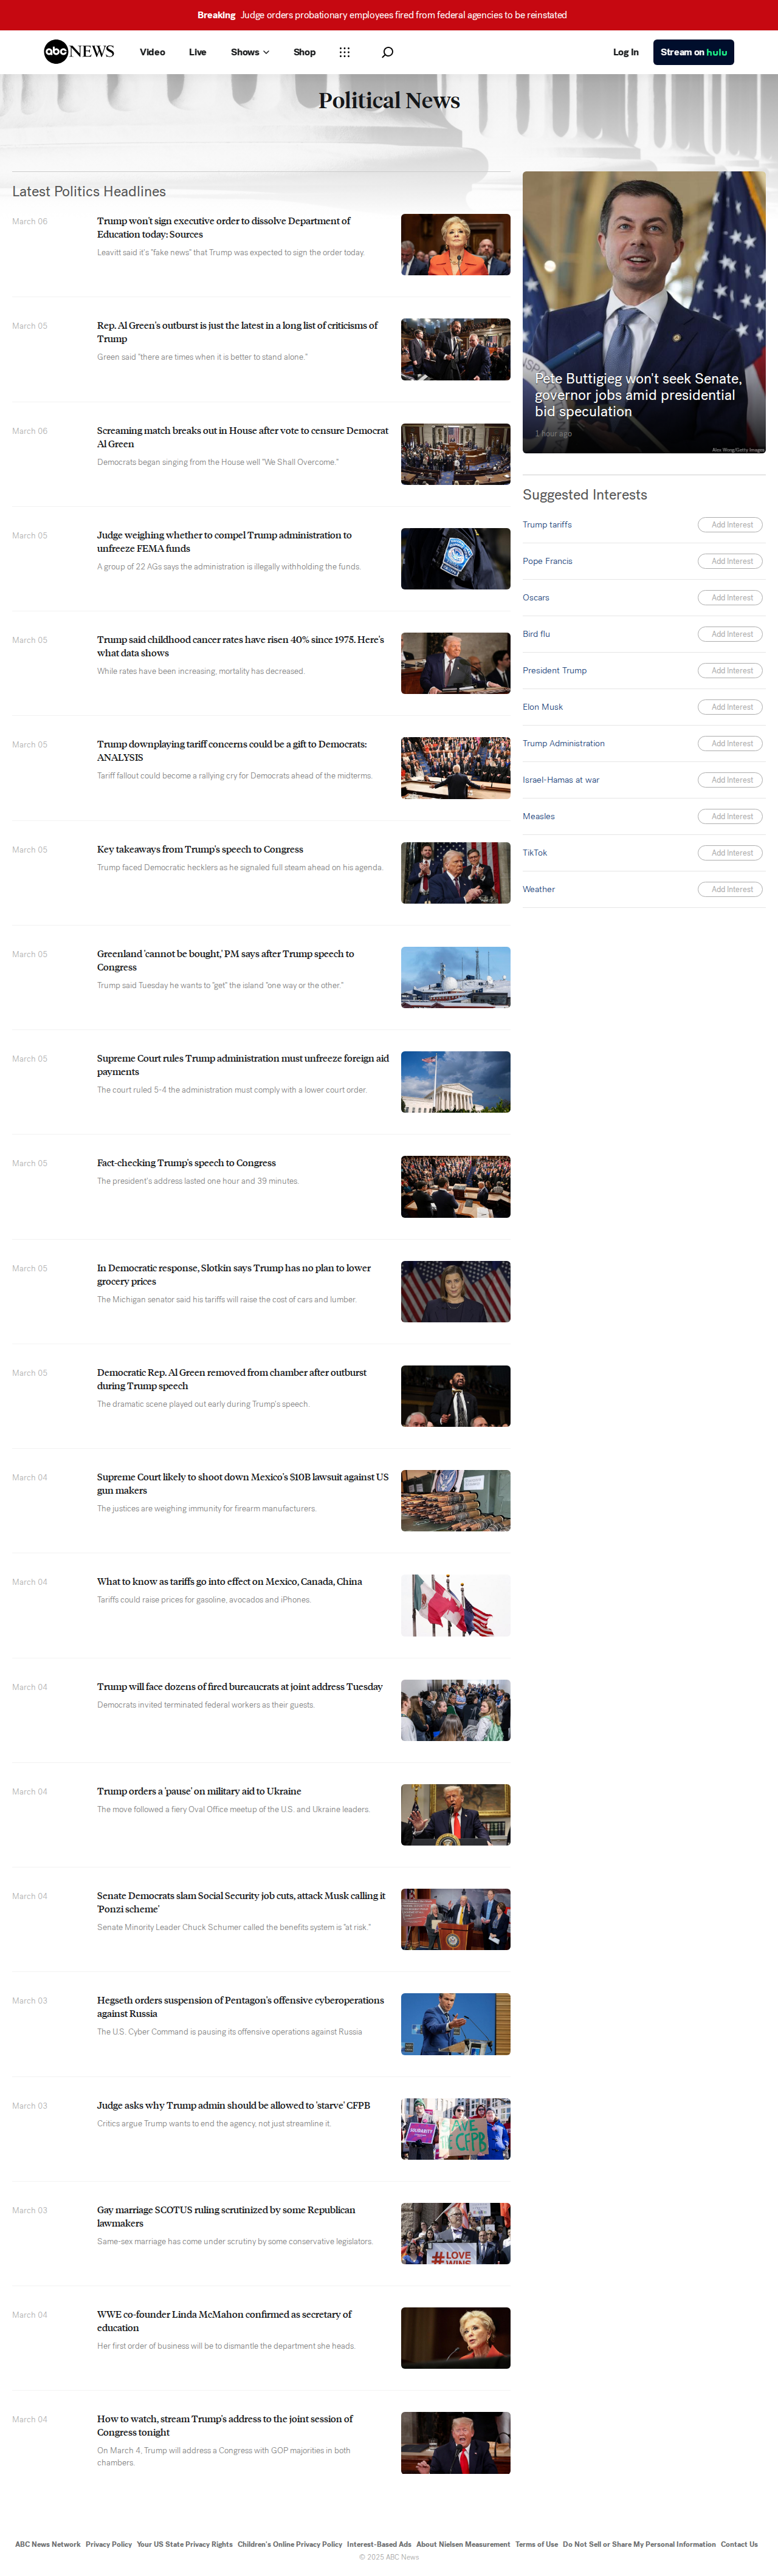 Breaking Judge orders probationary employees fired from federal agencies to be reinstated
abc NEWS Video Live Shows Shop Log In Stream on hulu
Political News
Latest Politics Headlines
March 06
Trump won't sign executive order to dissolve Department of
Education today: Sources
Leavitt said it's "fake news" that Trump was expected to sign the order today.
March 05
Rep. Al Green's outburst is just the latest in a long list of criticisms of
Trump
Green said "there are times when it is better to stand alone."
March 06
Screaming match breaks out in House after vote to censure Democrat
Al Green
Democrats began singing from the House well "We Shall Overcome."
March 05
Judge weighing whether to compel Trump administration to
unfreeze FEMA funds
A group of 22 AGs says the administration is illegally withholding the funds.
March 05
Trump said childhood cancer rates have risen 40% since 1975. Here's
what data shows
While rates have been increasing, mortality has decreased.
March 05
Trump downplaying tariff concerns could be a gift to Democrats:
ANALYSIS
Tariff fallout could become a rallying cry for Democrats ahead of the midterms.
March 05
Key takeaways from Trump's speech to Congress
Trump faced Democratic hecklers as he signaled full steam ahead on his agenda.
March 05
Greenland 'cannot be bought,' PM says after Trump speech to
Congress
Trump said Tuesday he wants to "get" the island "one way or the other."
March 05
Supreme Court rules Trump administration must unfreeze foreign aid
payments
The court ruled 5-4 the administration must comply with a lower court order.
March 05
Fact-checking Trump's speech to Congress
The president's address lasted one hour and 39 minutes.
March 05
In Democratic response, Slotkin says Trump has no plan to lower
grocery prices
The Michigan senator said his tariffs will raise the cost of cars and lumber.
March 05
Democratic Rep. Al Green removed from chamber after outburst
during Trump speech
The dramatic scene played out early during Trump's speech.
March 04
Supreme Court likely to shoot down Mexico's $10B lawsuit against US
gun makers
The justices are weighing immunity for firearm manufacturers.
March 04
What to know as tariffs go into effect on Mexico, Canada, China
Tariffs could raise prices for gasoline, avocados and iPhones.
March 04
Trump will face dozens of fired bureaucrats at joint address Tuesday
Democrats invited terminated federal workers as their guests.
March 04
Trump orders a 'pause' on military aid to Ukraine
The move followed a fiery Oval Office meetup of the U.S. and Ukraine leaders.
March 04
Senate Democrats slam Social Security job cuts, attack Musk calling it
'Ponzi scheme'
Senate Minority Leader Chuck Schumer called the benefits system is "at risk."
March 03
Hegseth orders suspension of Pentagon's offensive cyberoperations
against Russia
The U.S. Cyber Command is pausing its offensive operations against Russia
March 03
Judge asks why Trump admin should be allowed to 'starve' CFPB
Critics argue Trump wants to end the agency, not just streamline it.
SOLIDARITY
CFPB
March 03
Gay marriage SCOTUS ruling scrutinized by some Republican
lawmakers
Same-sex marriage has come under scrutiny by some conservative legislators.
#LOVE
WINS
March 04
WWE co-founder Linda McMahon confirmed as secretary of
education
Her first order of business will be to dismantle the department she heads.
March 04
How to watch, stream Trump's address to the joint session of
Congress tonight
On March 4, Trump will address a Congress with GOP majorities in both
chambers.
Pete Buttigieg won't seek Senate,
governor jobs amid presidential
bid speculation
1 hour ago
Alex Wong/Getty Images
Suggested Interests
Trump tariffs Add Interest
Pope Francis Add Interest
Oscars Add Interest
Bird flu Add Interest
President Trump Add Interest
Elon Musk Add Interest
Trump Administration Add Interest
Israel-Hamas at war Add Interest
Measles Add Interest
TikTok Add Interest
Weather Add Interest
ABC News Network Privacy Policy Your US State Privacy Rights Children's Online Privacy Policy Interest-Based Ads About Nielsen Measurement Terms of Use Do Not Sell or Share My Personal Information Contact Us
© 2025 ABC News